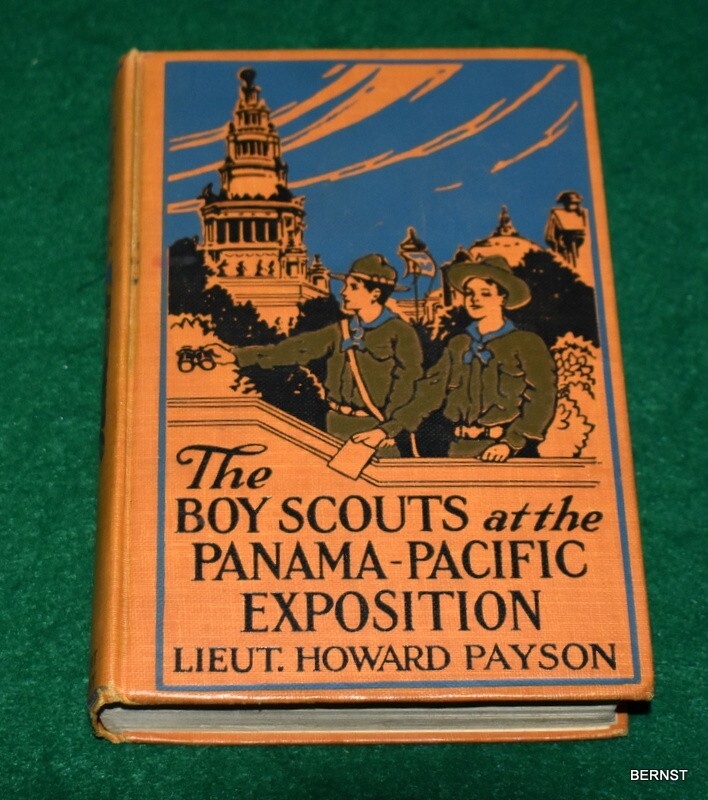 The
BOY SCOUTS at the
PANAMA-PACIFIC
EXPOSITION
LIEUT. HOWARD PAYSON
BERNST